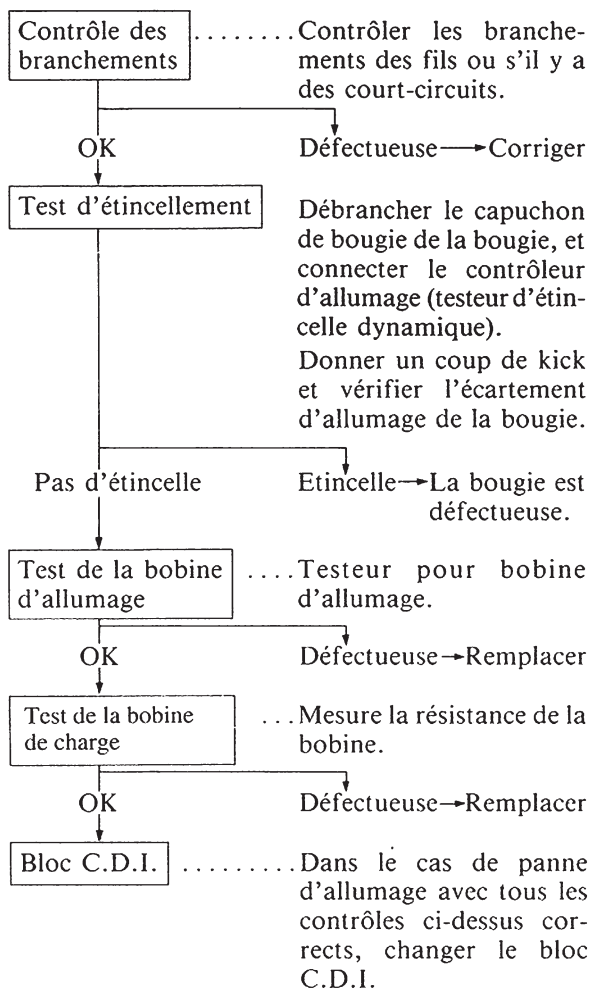 Contrôle des
branchements
........Contrôler les branche-
ments des fils ou s'il y a
des court-circuits.
OK
Défectueuse→Corriger
Test d'étincellement
Débrancher le capuchon
de bougie de la bougie, et
connecter le contrôleur
d'allumage (testeur d'étin-
celle dynamique).
Donner un coup de kick
et vérifier l'écartement
d'allumage de la bougie.
Pas d'étincelle
Etincelle→La bougie est
défectueuse.
Test de la bobine
d'allumage
....Testeur pour bobine
d'allumage.
OK
Défectueuse→Remplacer
Test de la bobine
de charge
...Mesure la résistance de la
bobine.
OK
Défectueuse→Remplacer
Bloc C.D.I.
.........Dans le cas de panne
d'allumage avec tous les
contrôles ci-dessus cor-
rects, changer le bloc
C.D.I.